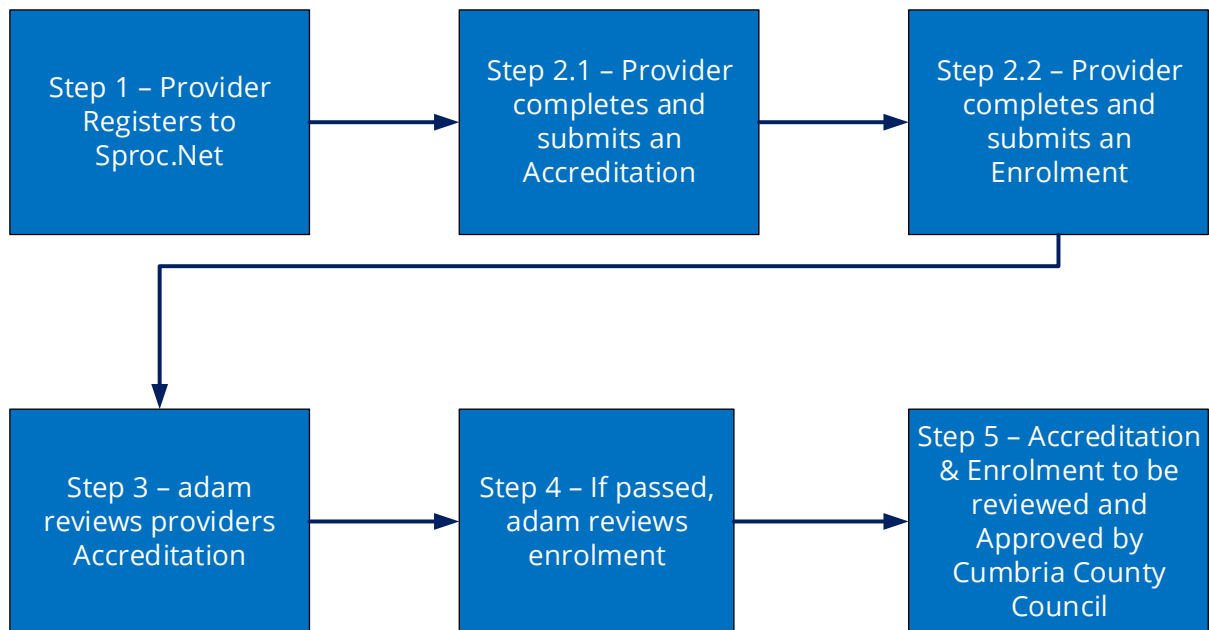 Step 1 – Provider
Registers to
Sproc.Net
Step 2.1 – Provider
completes and
submits an
Accreditation
Step 2.2 – Provider
completes and
submits an
Enrolment
Step 3 – adam
reviews providers
Accreditation
Step 4 – If passed,
adam reviews
enrolment
Step 5 – Accreditation
& Enrolment to be
reviewed and
Approved by
Cumbria County
Council